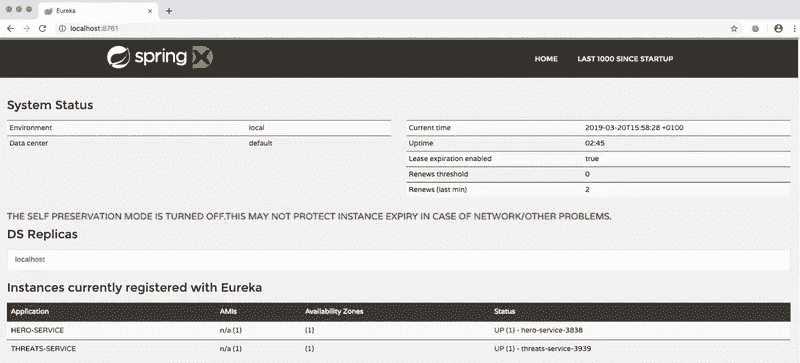 Eureka
localhost:8761
spring
HOME LAST 1000 SINCE STARTUP
System Status
Environment local
Data center default
Current time 2019-03-20T15:58:28 +0100
Uptime 02:45
Lease expiration enabled true
Renews threshold 0
Renews (last min) 2
THE SELF PRESERVATION MODE IS TURNED OFF.THIS MAY NOT PROTECT INSTANCE EXPIRY IN CASE OF NETWORK/OTHER PROBLEMS.
DS Replicas
localhost
Instances currently registered with Eureka
Application AMIs Availability Zones Status
HERO-SERVICE n/a (1) (1) UP (1) - hero-service-3838
THREATS-SERVICE n/a (1) (1) UP (1) - threats-service-3939